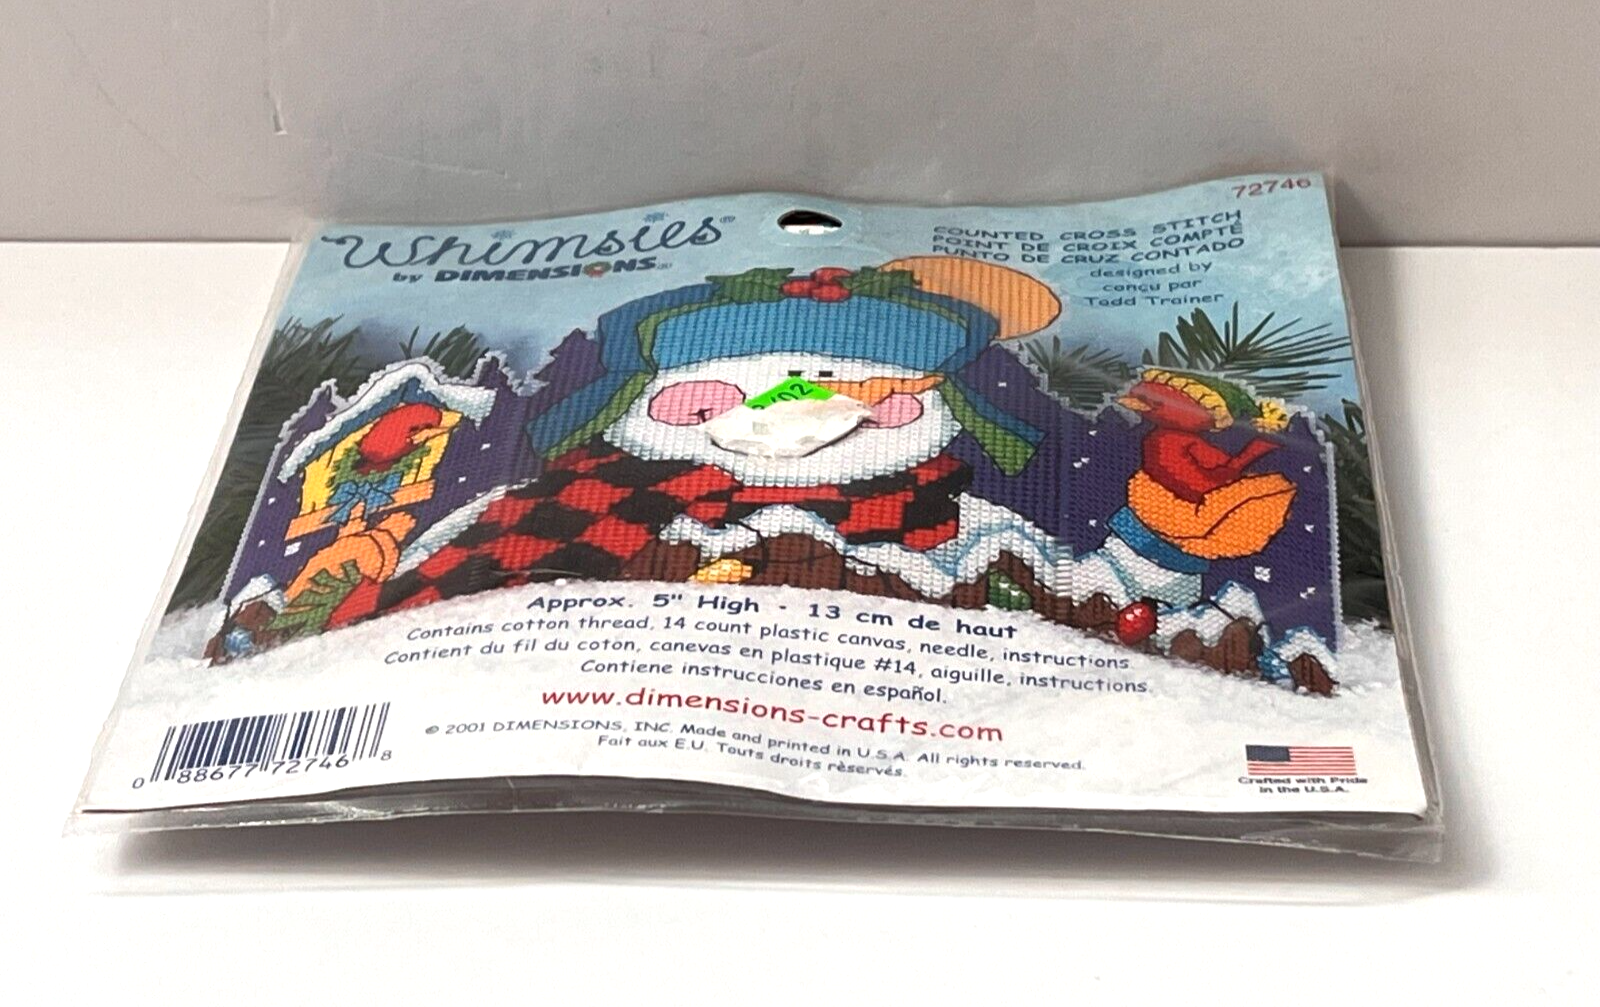 72746
Whimsies®
by DIMENSIONS®
COUNTED CROSS STITCH
POINT DE CROIX COMPTÉ
PUNTO DE CRUZ CONTADO
designed by
conçu par
Todd Trainer
Approx. 5" High - 13 cm de haut
Contains cotton thread, 14 count plastic canvas, needle, instructions.
Contient du fil du coton, canevas en plastique #14, aiguille, instructions.
Contiene instrucciones en español.
www.dimensions-crafts.com
© 2001 DIMENSIONS, INC. Made and printed in U.S.A. All rights reserved.
Fait aux E.U. Touts droits rèservés.
0 88677 72746 8
Crafted with Pride
in the U.S.A.